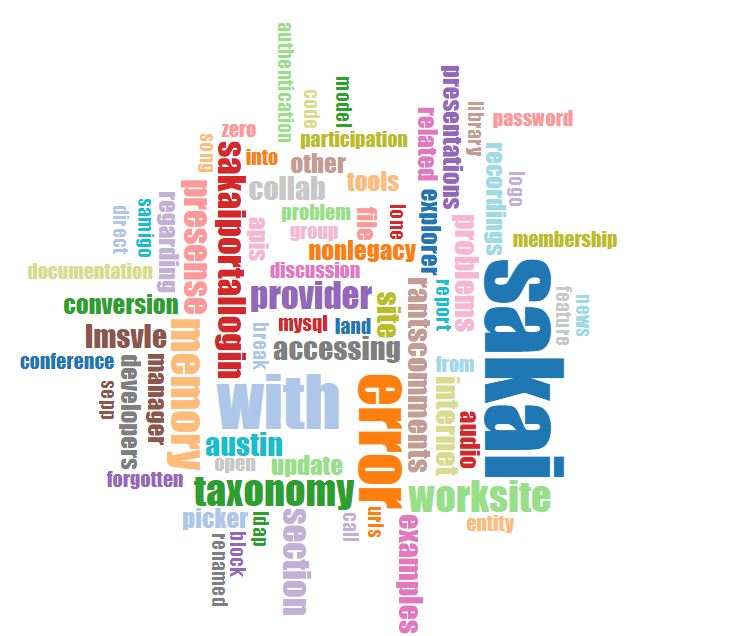 authentication
code
model
presentations
library
password
zero
song
into
participation
related
sakaiportallogin
other
recordings
logo
presense
collab
tools
explorer
regarding
samigo
direct
problem
file
lone
apis
group
problems
membership
nonlegacy
documentation
discussion
sakai
provider
rantscomments
report
site
feature
news
conversion
mysql
land
memory
lmsvle
break
accessing
conference
developers
manager
sepp
from
with
error
internet
audio
austin
open
update
forgotten
taxonomy
worksite
picker
ldap
section
call
urls
examples
entity
block
renamed